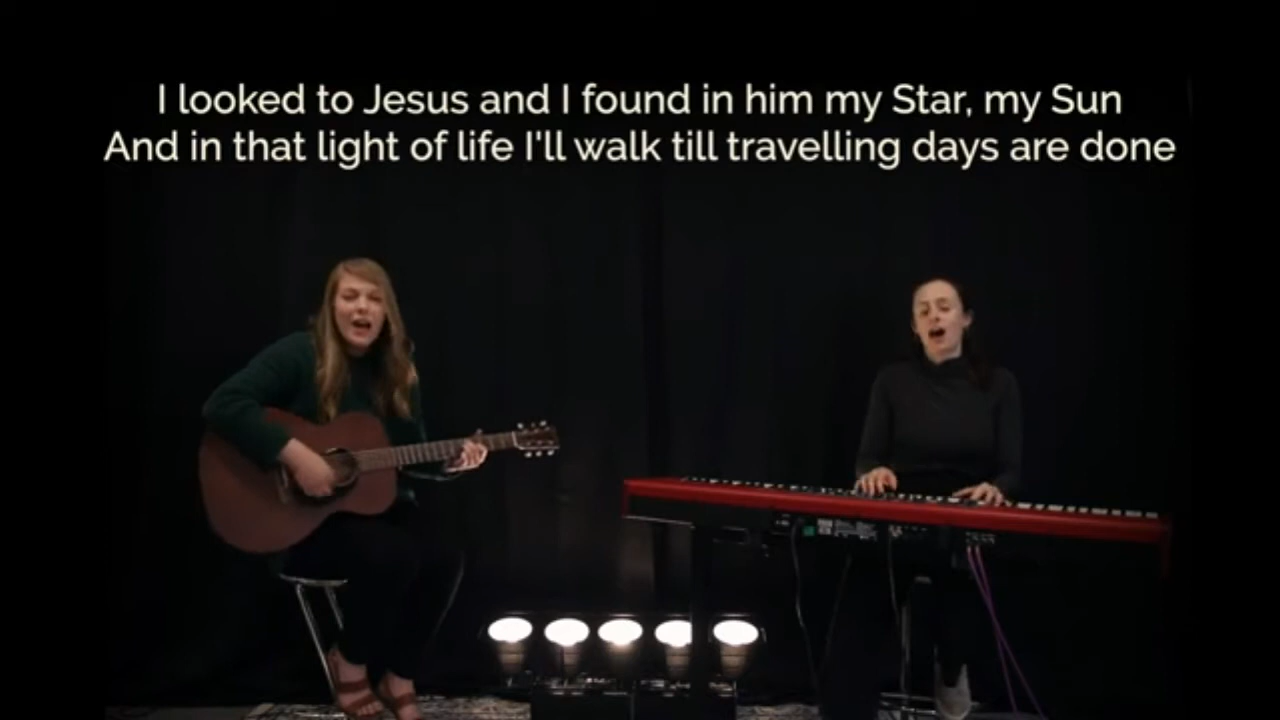 I looked to Jesus and I found in him my Star, my Sun
And in that light of life I'll walk till travelling days are done